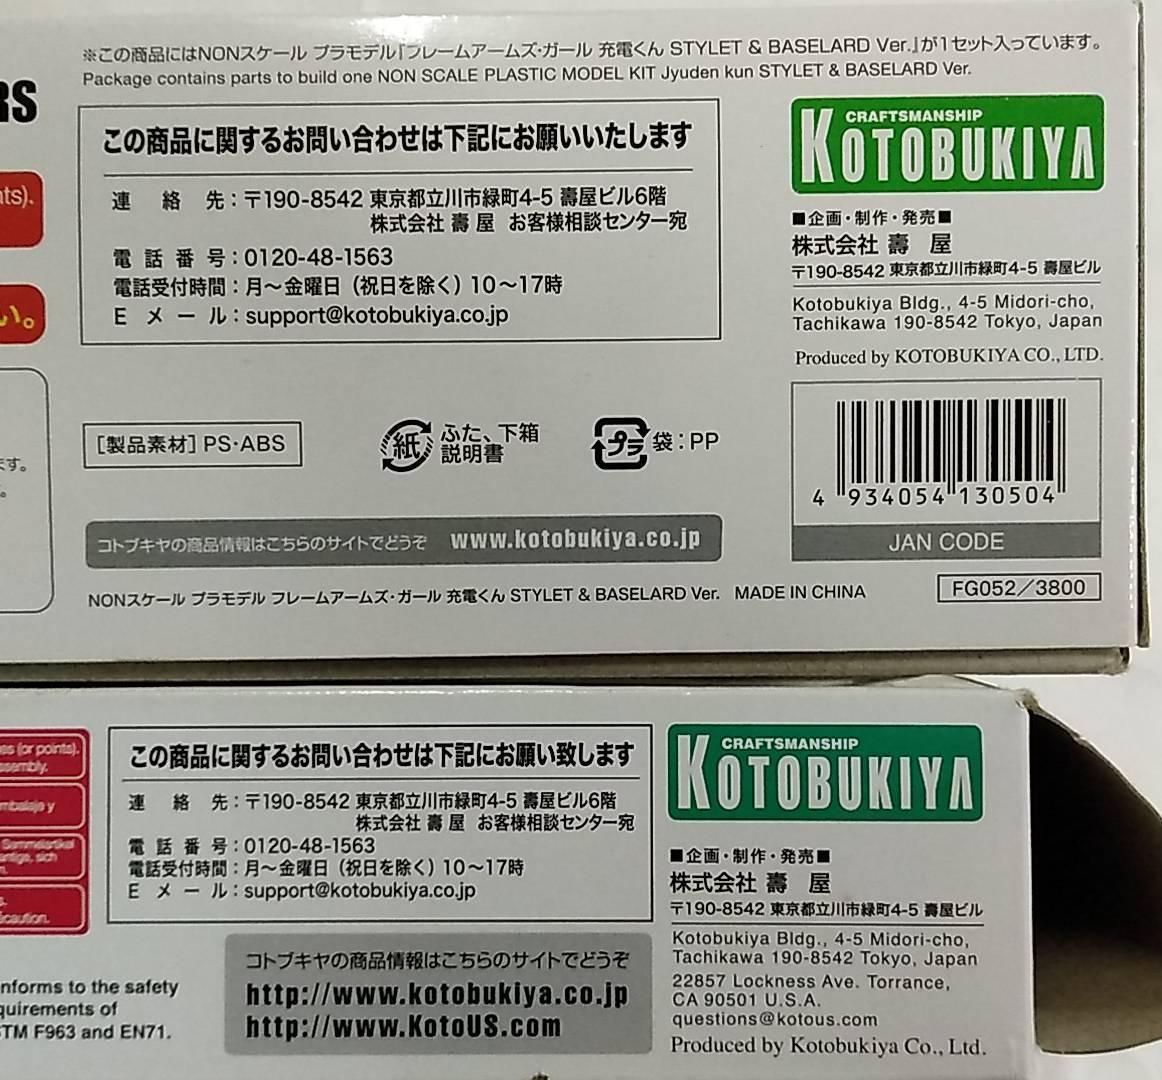 ※この商品にはNONスケール プラモデル『フレームアームズ・ガール 充電くん STYLET & BASELARD Ver.』が1セット入っています。
Package contains parts to build one NON SCALE PLASTIC MODEL KIT Jyuden kun STYLET & BASELARD Ver.
RS
nts).
い。
ます。
この商品に関するお問い合わせは下記にお願いいたします
連絡先：〒190-8542 東京都立川市緑町4-5 壽屋ビル6階
株式会社 壽 屋 お客様相談センター宛
電話番号：0120-48-1563
電話受付時間：月〜金曜日（祝日を除く）10〜17時
Eメール：support@kotobukiya.co.jp
CRAFTSMANSHIP
KOTOBUKIYA
■企画・制作・発売■
株式会社 壽 屋
〒190-8542 東京都立川市緑町4-5 壽屋ビル
Kotobukiya Bldg., 4-5 Midori-cho,
Tachikawa 190-8542 Tokyo, Japan
Produced by KOTOBUKIYA CO., LTD.
［製品素材］PS・ABS
紙 ふた、下箱
説明書
プラ 袋：PP
4 934054 130504
JAN CODE
コトブキヤの商品情報はこちらのサイトでどうぞ www.kotobukiya.co.jp
NONスケール プラモデル フレームアームズ・ガール 充電くん STYLET & BASELARD Ver. MADE IN CHINA
FG052／3800
es (or points).
ssembly.
mbalaje y
Sammelartikel
antige, sich
caution.
nforms to the safety
quirements of
STM F963 and EN71.
この商品に関するお問い合わせは下記にお願い致します
連絡先：〒190-8542 東京都立川市緑町4-5 壽屋ビル6階
株式会社 壽 屋 お客様相談センター宛
電話番号：0120-48-1563
電話受付時間：月〜金曜日（祝日を除く）10〜17時
Eメール：support@kotobukiya.co.jp
コトブキヤの商品情報はこちらのサイトでどうぞ
http://www.kotobukiya.co.jp
http://www.KotoUS.com
CRAFTSMANSHIP
KOTOBUKIYA
■企画・制作・発売■
株式会社 壽 屋
〒190-8542 東京都立川市緑町4-5 壽屋ビル
Kotobukiya Bldg., 4-5 Midori-cho,
Tachikawa 190-8542 Tokyo, Japan
22857 Lockness Ave. Torrance,
CA 90501 U.S.A.
questions@kotous.com
Produced by Kotobukiya Co., Ltd.